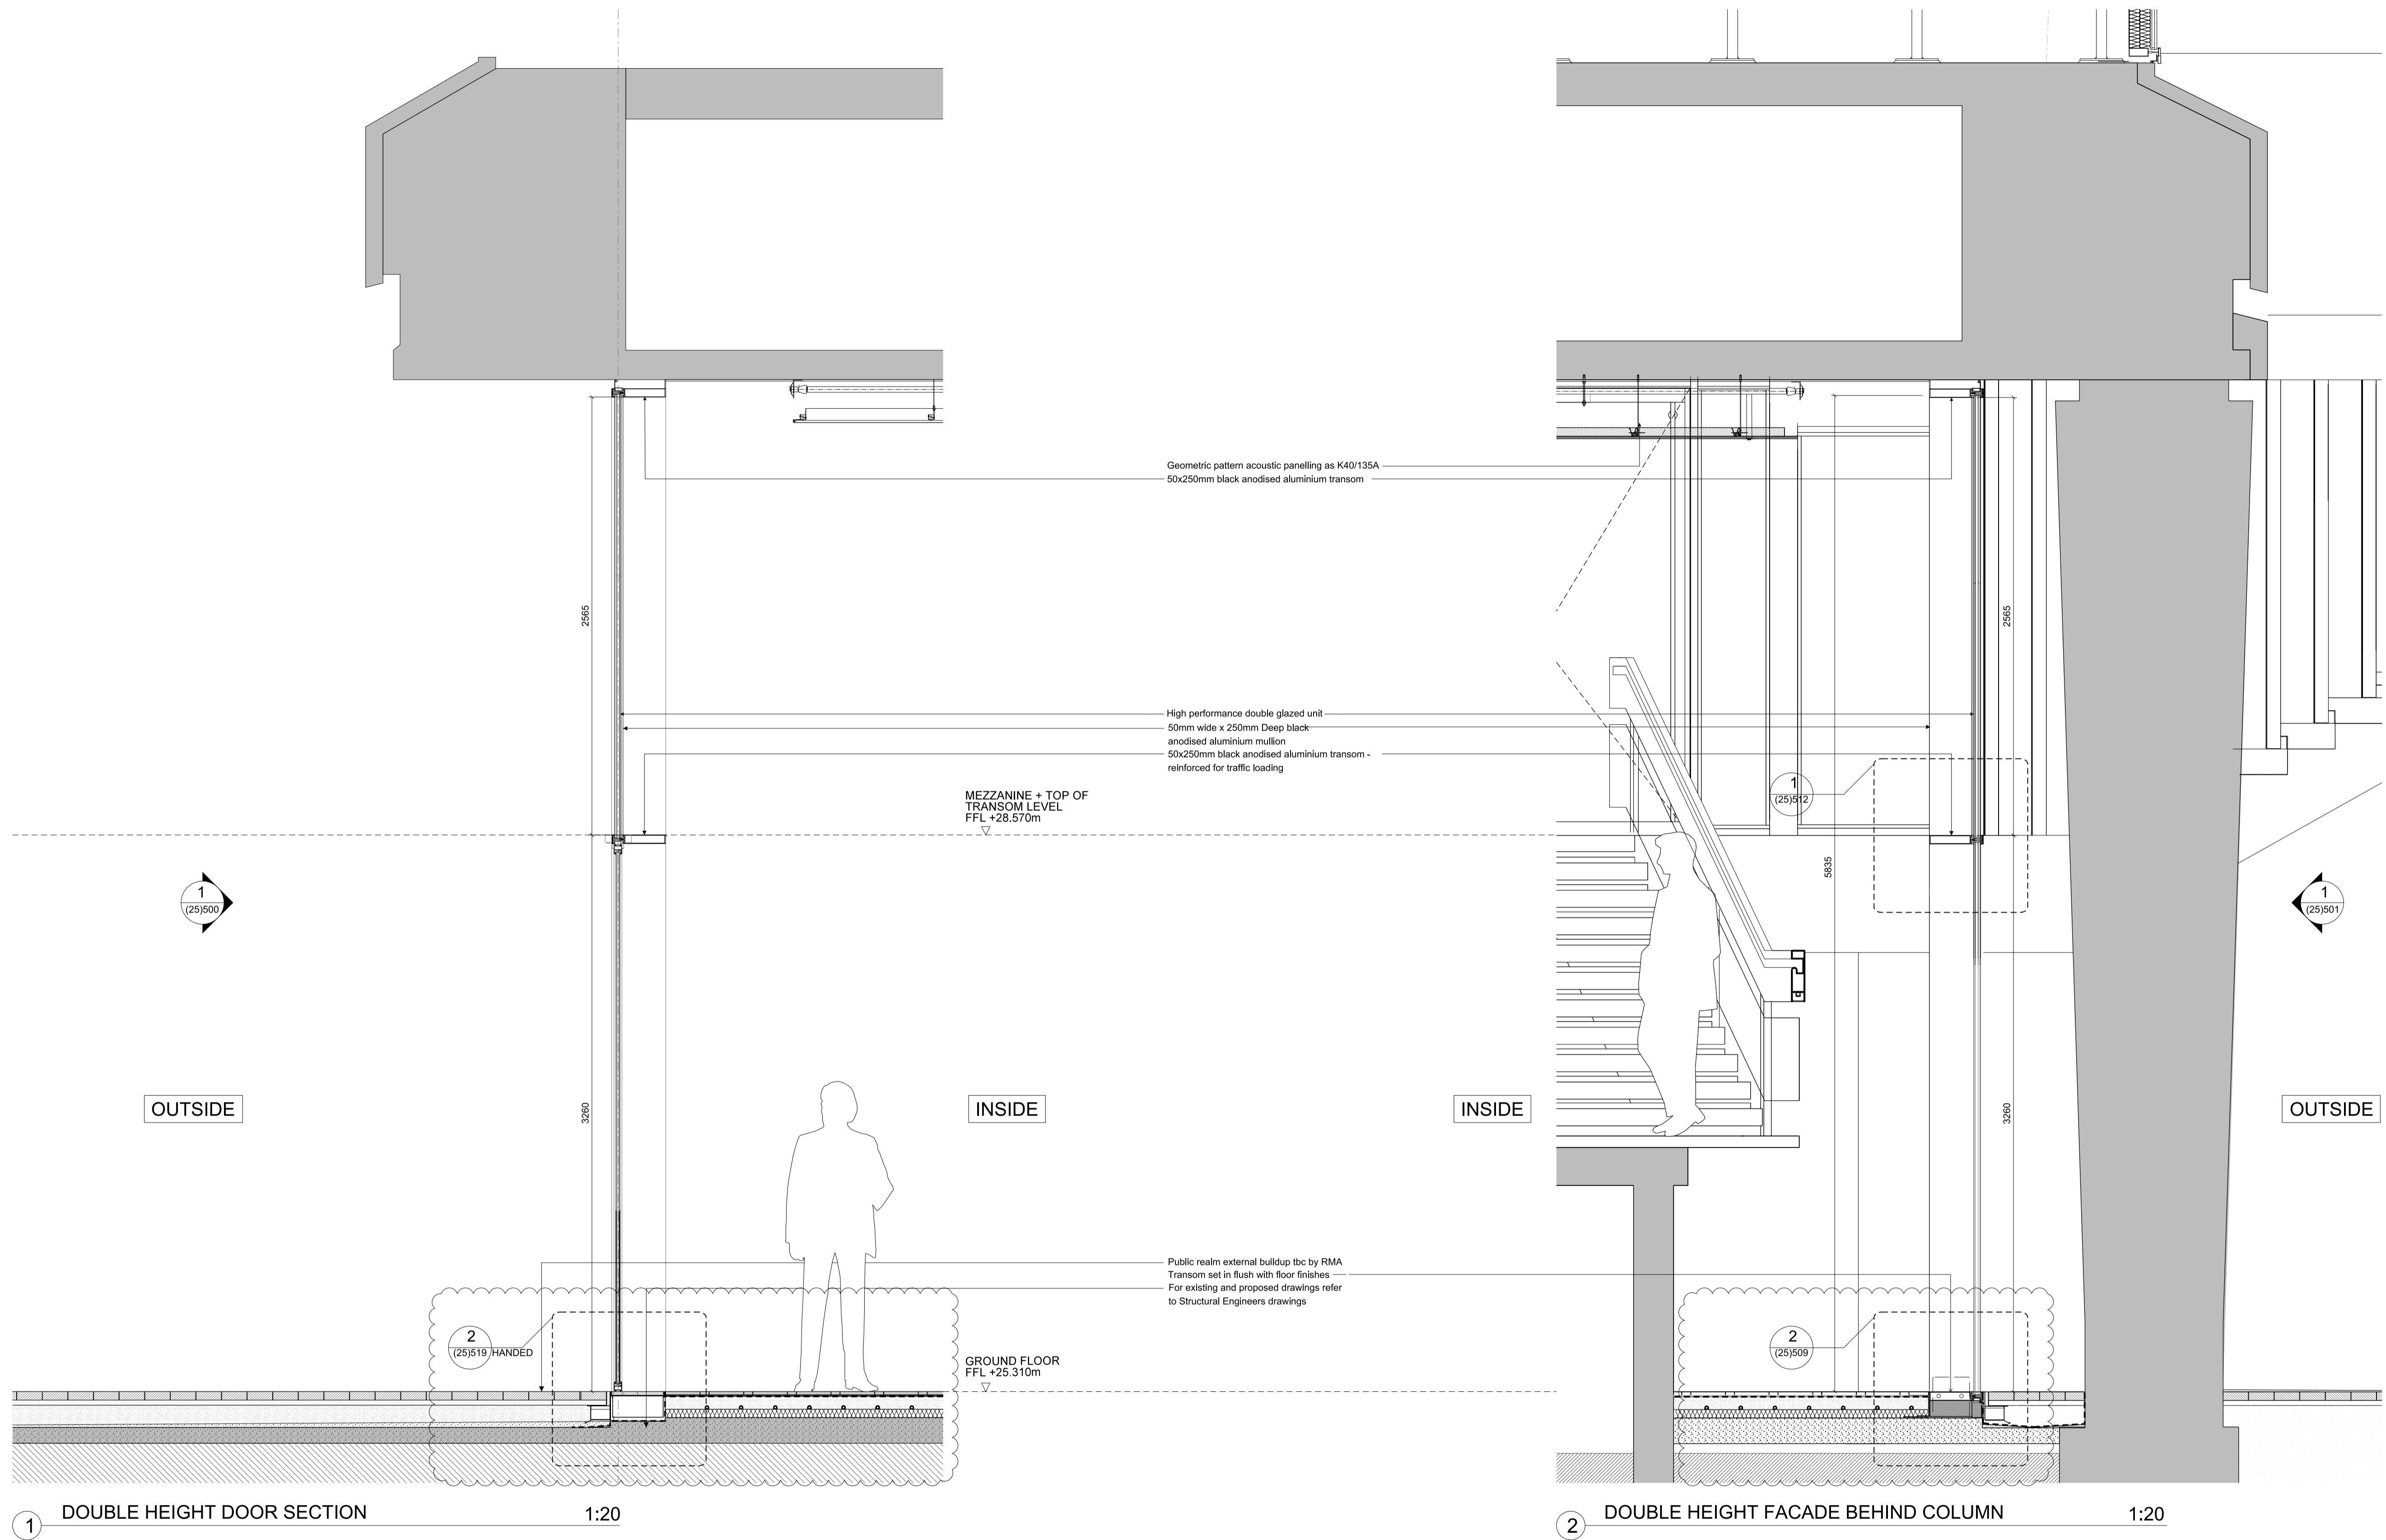 Geometric pattern acoustic panelling as K40/135A
50x250mm black anodised aluminium transom
2565
2565
High performance double glazed unit
50mm wide x 250mm Deep black
anodised aluminium mullion
50x250mm black anodised aluminium transom -
reinforced for traffic loading
1
(25)512
MEZZANINE + TOP OF
TRANSOM LEVEL
FFL +28.570m
5835
1
(25)500
1
(25)501
OUTSIDE
3260
INSIDE
INSIDE
3260
OUTSIDE
Public realm external buildup tbc by RMA
Transom set in flush with floor finishes
For existing and proposed drawings refer
to Structural Engineers drawings
2
(25)519 HANDED
2
(25)509
GROUND FLOOR
FFL +25.310m
1 DOUBLE HEIGHT DOOR SECTION 1:20
2 DOUBLE HEIGHT FACADE BEHIND COLUMN 1:20